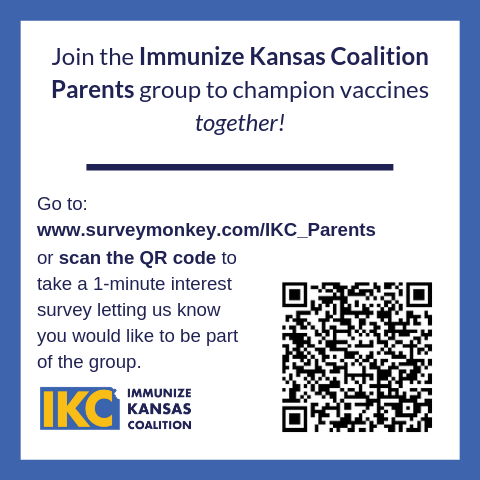 Join the Immunize Kansas Coalition
Parents group to champion vaccines
together!
Go to:
www.surveymonkey.com/IKC_Parents
or scan the QR code to
take a 1-minute interest
survey letting us know
you would like to be part
of the group.
IKC
IMMUNIZE
KANSAS
COALITION